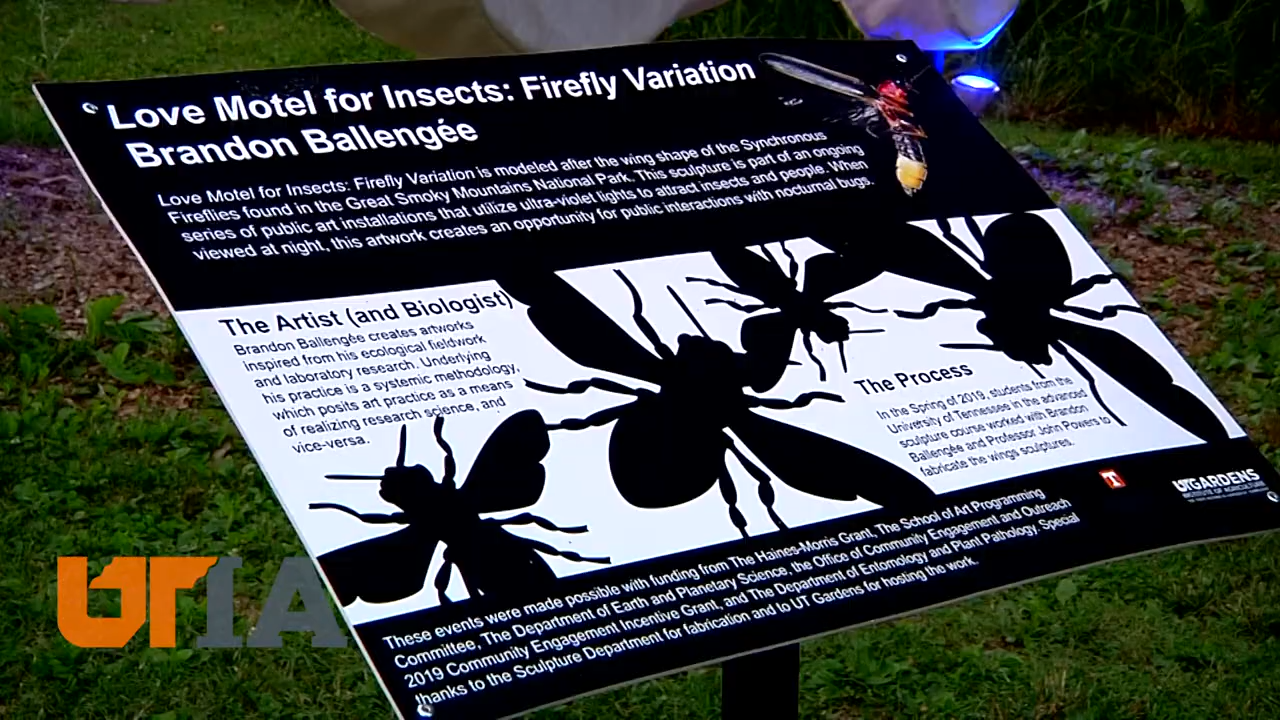 Love Motel for Insects: Firefly Variation
Brandon Ballengée
Love Motel for Insects: Firefly Variation is modeled after the wing shape of the Synchronous
Fireflies found in the Great Smoky Mountains National Park. This sculpture is part of an ongoing
series of public art installations that utilize ultra-violet lights to attract insects and people. When
viewed at night, this artwork creates an opportunity for public interactions with nocturnal bugs.
The Artist (and Biologist)
Brandon Ballengée creates artworks
inspired from his ecological fieldwork
and laboratory research. Underlying
his practice is a systemic methodology,
which posits art practice as a means
of realizing research science, and
vice-versa.
The Process
In the Spring of 2019, students from the
University of Tennessee in the advanced
sculpture course worked with Brandon
Ballengée and Professor John Powers to
fabricate the wings sculptures.
These events were made possible with funding from The Haines-Morris Grant, The School of Art Programming
Committee, The Department of Earth and Planetary Science, the Office of Community Engagement and Outreach
2019 Community Engagement Incentive Grant, and The Department of Entomology and Plant Pathology. Special
thanks to the Sculpture Department for fabrication and to UT Gardens for hosting the work.
T
UTGARDENS
INSTITUTE OF AGRICULTURE
UTIA